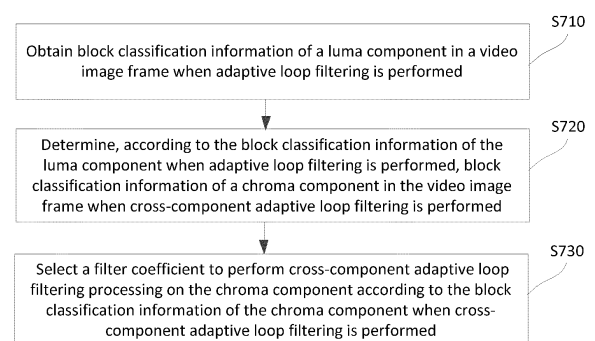 S710
Obtain block classification information of a luma component in a video
image frame when adaptive loop filtering is performed
S720
Determine, according to the block classification information of the
luma component when adaptive loop filtering is performed, block
classification information of a chroma component in the video image
frame when cross-component adaptive loop filtering is performed
S730
Select a filter coefficient to perform cross-component adaptive loop
filtering processing on the chroma component according to the block
classification information of the chroma component when cross-
component adaptive loop filtering is performed